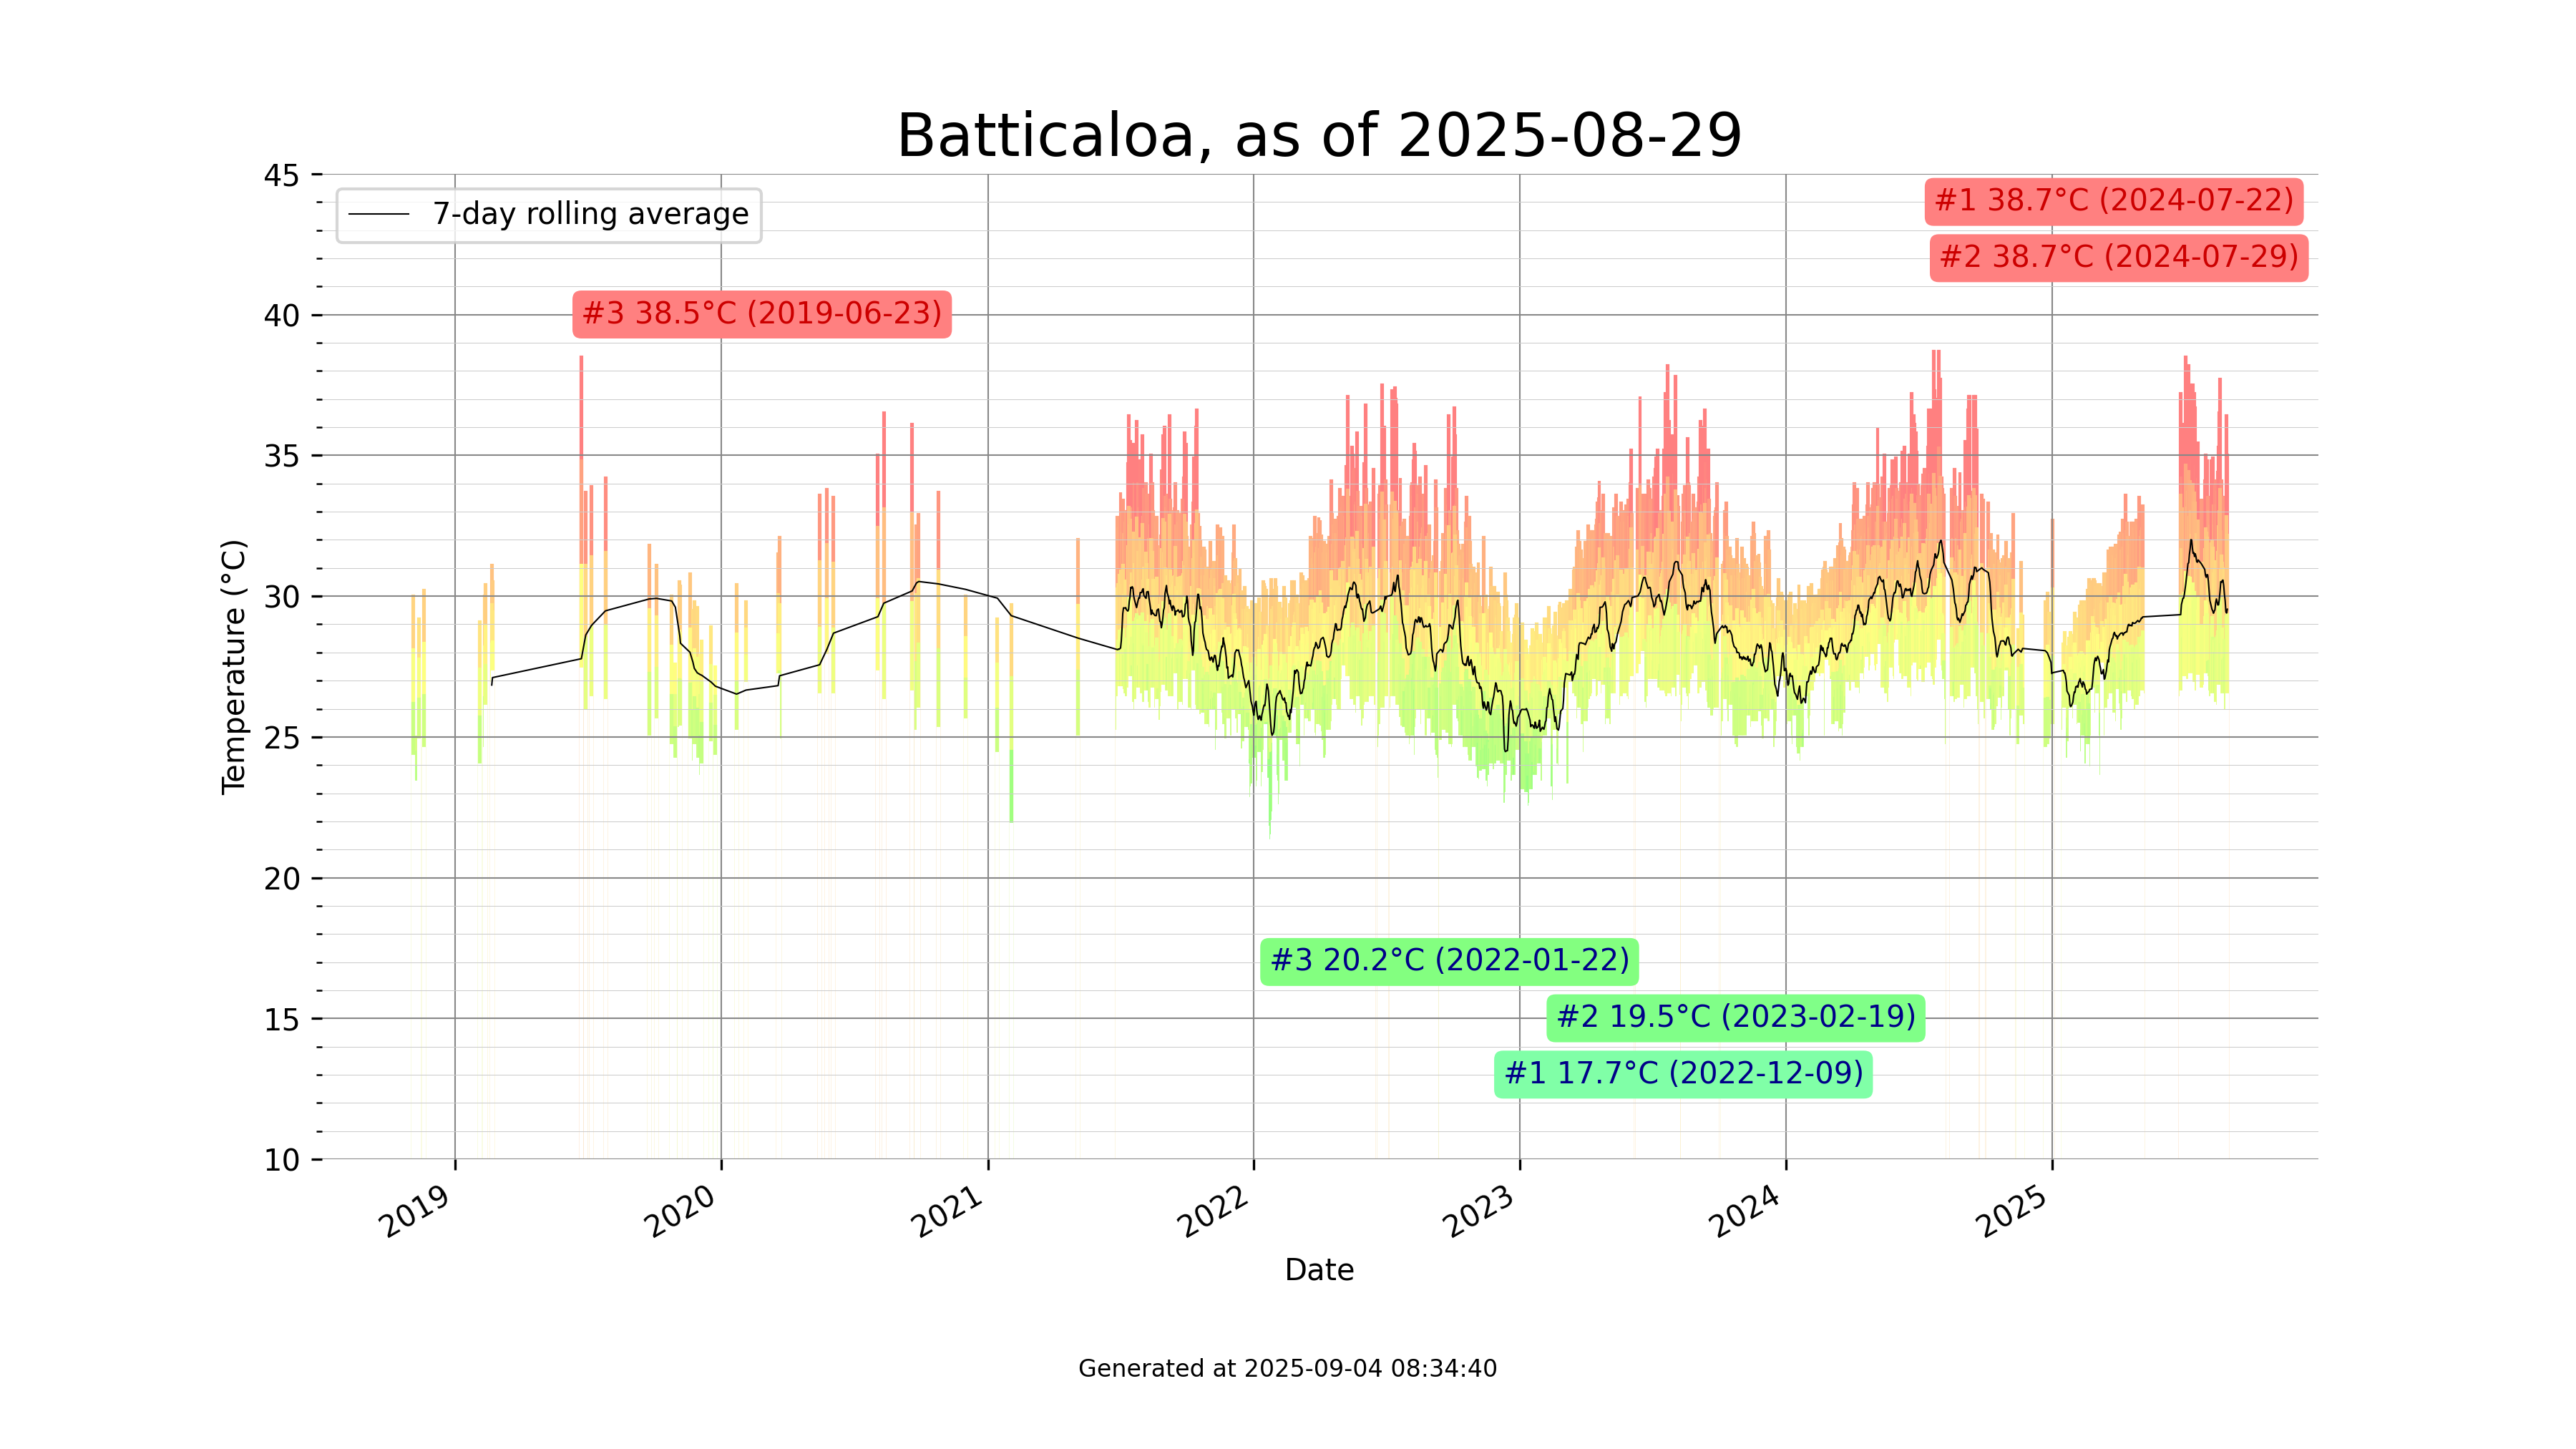 Batticaloa, as of 2025-08-29
45
7-day rolling average
#1 38.7°C (2024-07-22)
#2 38.7°C (2024-07-29)
#3 38.5°C (2019-06-23)
40
35
30
25
20
15
10
Temperature (°C)
#3 20.2°C (2022-01-22)
#2 19.5°C (2023-02-19)
#1 17.7°C (2022-12-09)
2019
2020
2021
2022
2023
2024
2025
Date
Generated at 2025-09-04 08:34:40